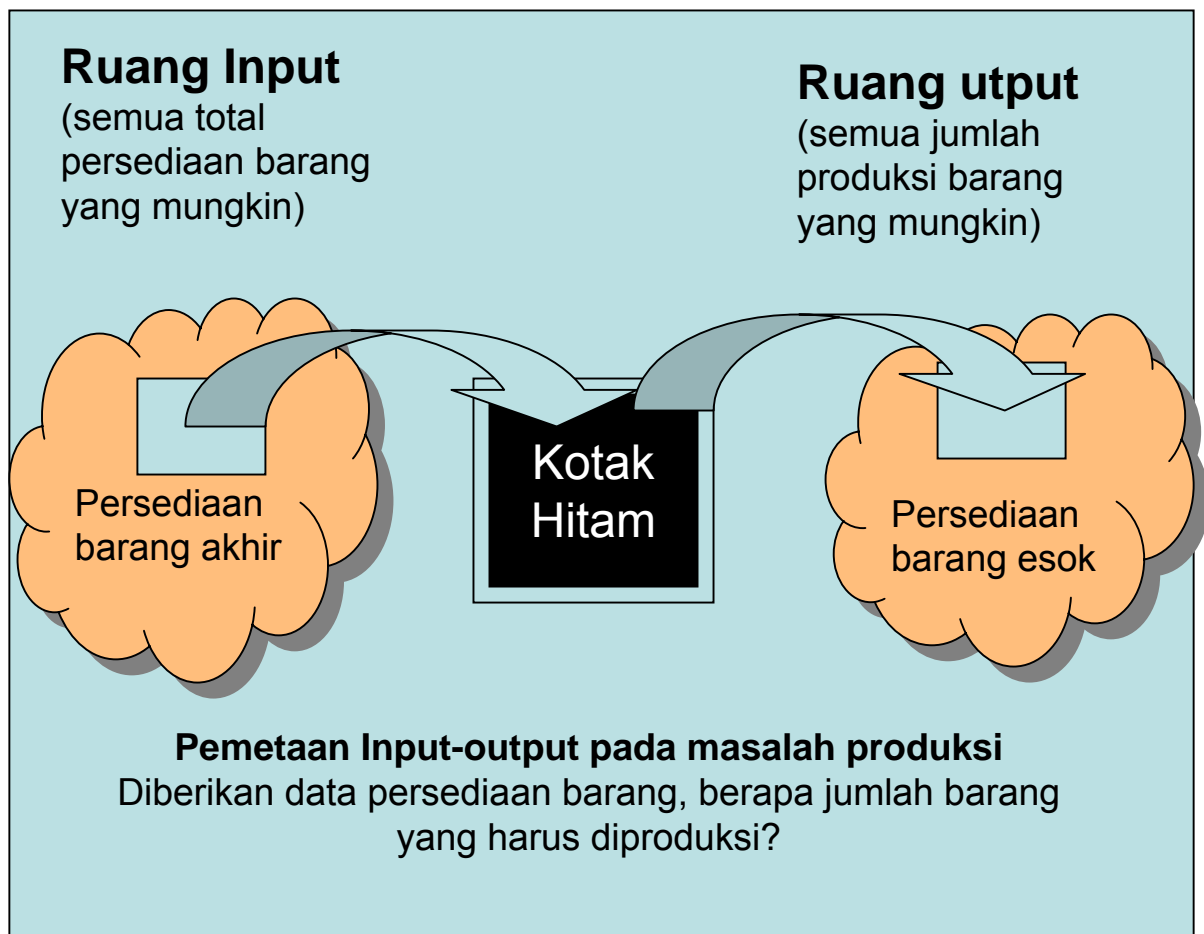 Ruang Input
(semua total
persediaan barang
yang mungkin)
Ruang utput
(semua jumlah
produksi barang
yang mungkin)
Persediaan
barang akhir
Kotak
Hitam
Persediaan
barang esok
Pemetaan Input-output pada masalah produksi
Diberikan data persediaan barang, berapa jumlah barang
yang harus diproduksi?